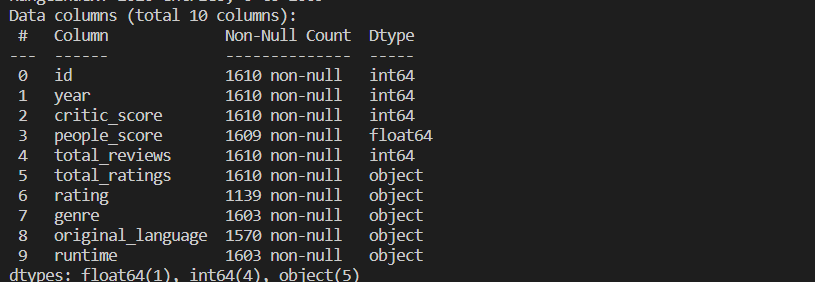 Data columns (total 10 columns):
 #   Column             Non-Null Count  Dtype
---  ------             --------------  -----
 0   id                 1610 non-null   int64
 1   year               1610 non-null   int64
 2   critic_score       1610 non-null   int64
 3   people_score       1609 non-null   float64
 4   total_reviews      1610 non-null   int64
 5   total_ratings      1610 non-null   object
 6   rating             1139 non-null   object
 7   genre              1603 non-null   object
 8   original_language  1570 non-null   object
 9   runtime            1603 non-null   object
dtypes: float64(1), int64(4), object(5)